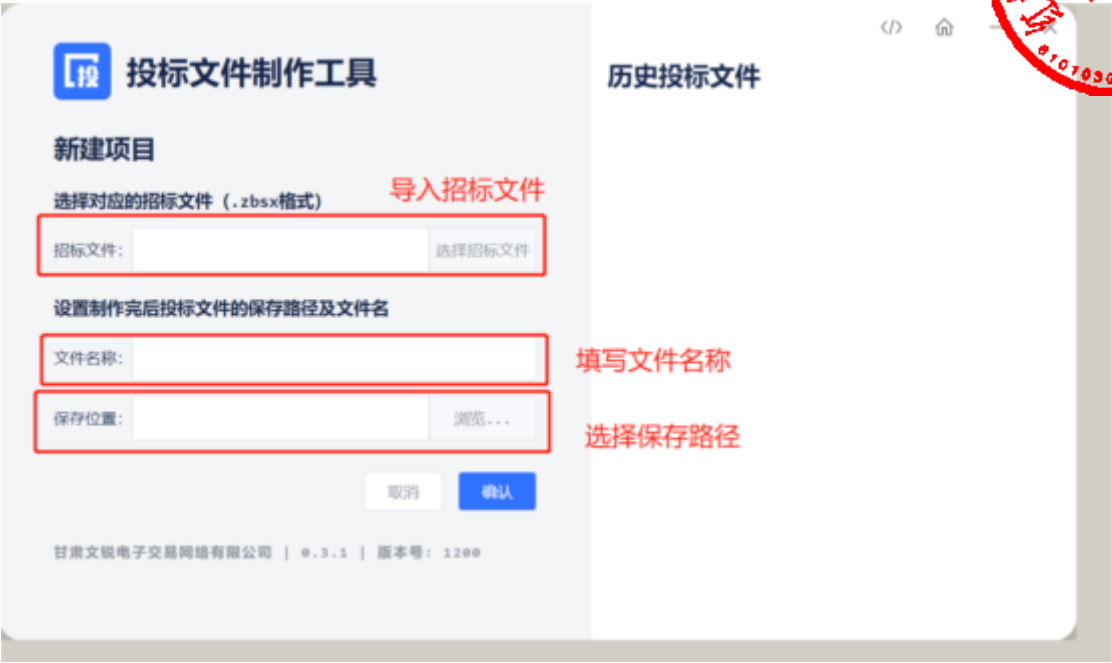 投 投标文件制作工具
历史投标文件
新建项目
选择对应的招标文件 (.zbsx格式)
导入招标文件
招标文件:
选择招标文件
设置制作完后投标文件的保存路径及文件名
文件名称:
填写文件名称
保存位置:
浏览...
选择保存路径
取消
确认
甘肃文锐电子交易网络有限公司 | 0.3.1 | 版本号: 1200